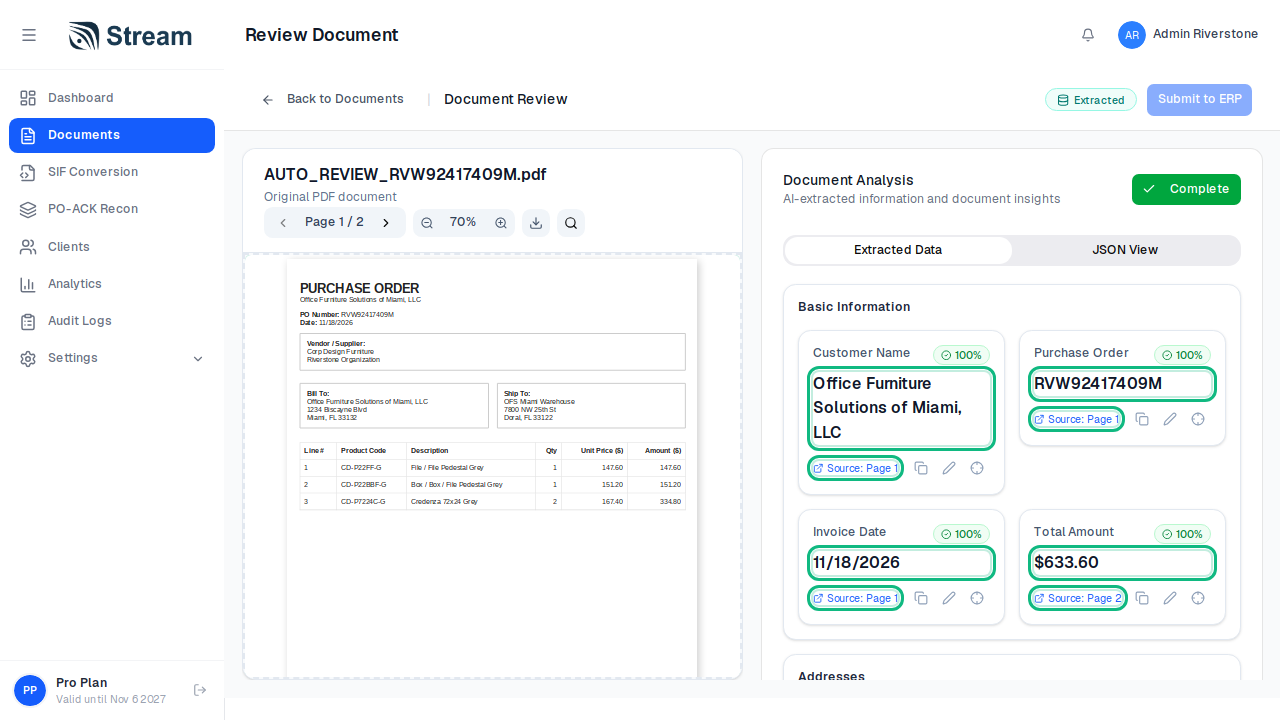 Stream
Review Document
AR
Admin Riverstone
Dashboard
Documents
SIF Conversion
PO-ACK Recon
Clients
Analytics
Audit Logs
Settings
PP
Pro Plan
Valid until Nov 6 2027
Back to Documents
Document Review
Extracted
Submit to ERP
AUTO_REVIEW_RVW92417409M.pdf
Original PDF document
Page 1 / 2
70%
PURCHASE ORDER
Office Furniture Solutions of Miami, LLC
PO Number: RVW92417409M
Date: 11/18/2026
Vendor / Supplier:
Corp Design Furniture
Riverstone Organization
Bill To:
Office Furniture Solutions of Miami, LLC
1234 Biscayne Blvd
Miami, FL 33132
Ship To:
OFS Miami Warehouse
7800 NW 25th St
Doral, FL 33122
Line # Product Code Description Qty Unit Price ($) Amount ($)
1 CD-P22FF-G File / File Pedestal Grey 1 147.60 147.60
2 CD-P22BBF-G Box / Box / File Pedestal Grey 1 151.20 151.20
3 CD-P7224C-G Credenza 72x24 Grey 2 167.40 334.80
Document Analysis
AI-extracted information and document insights
Complete
Extracted Data
JSON View
Basic Information
Customer Name
100%
Office Furniture
Solutions of Miami,
LLC
Source: Page 1
Purchase Order
100%
RVW92417409M
Source: Page 1
Invoice Date
100%
11/18/2026
Source: Page 1
Total Amount
100%
$633.60
Source: Page 2
Addresses